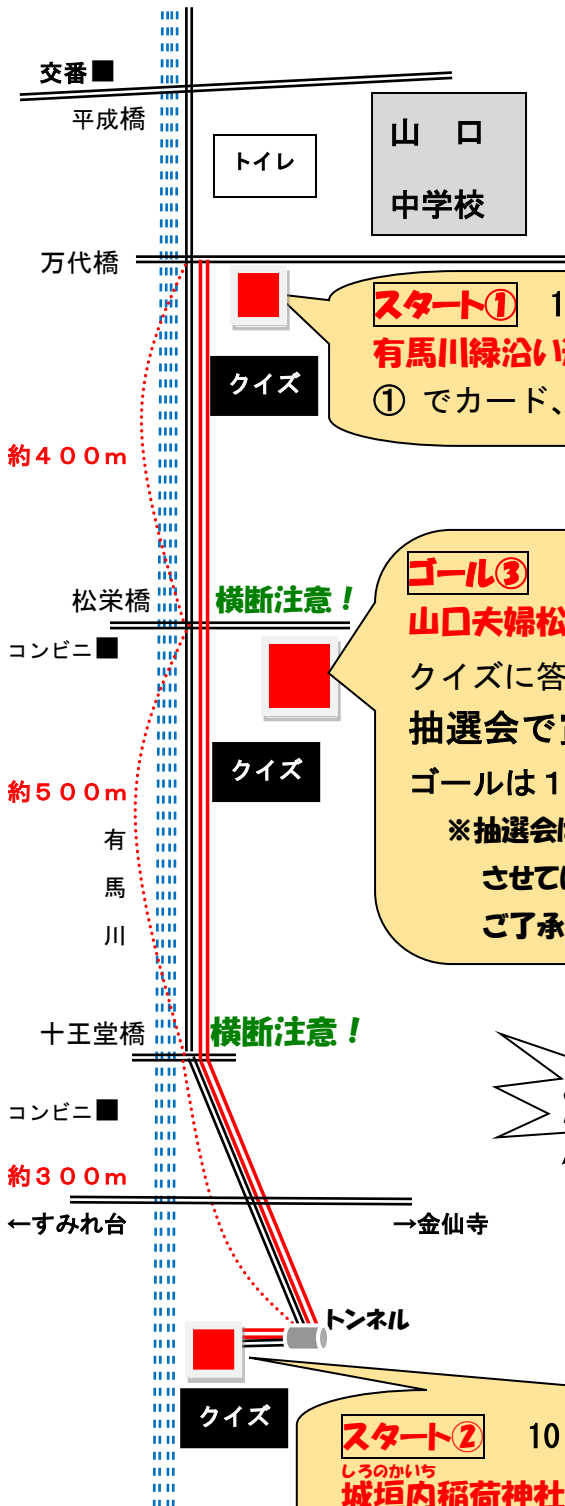 交番■
平成橋
トイレ
山　口
中学校
万代橋
スタート①　1
有馬川緑沿い
① でカード、
クイズ
約４００ｍ
松栄橋
横断注意！
コンビニ■
ゴール③
山口夫婦松
クイズに答
抽選会で
ゴールは１
※抽選会
させて
ご了承
クイズ
約５００ｍ
有
馬
川
十王堂橋
横断注意！
コンビニ■
約３００ｍ
←すみれ台
→金仙寺
トンネル
クイズ
スタート②　10
しろのかいち
城垣内稲荷神社